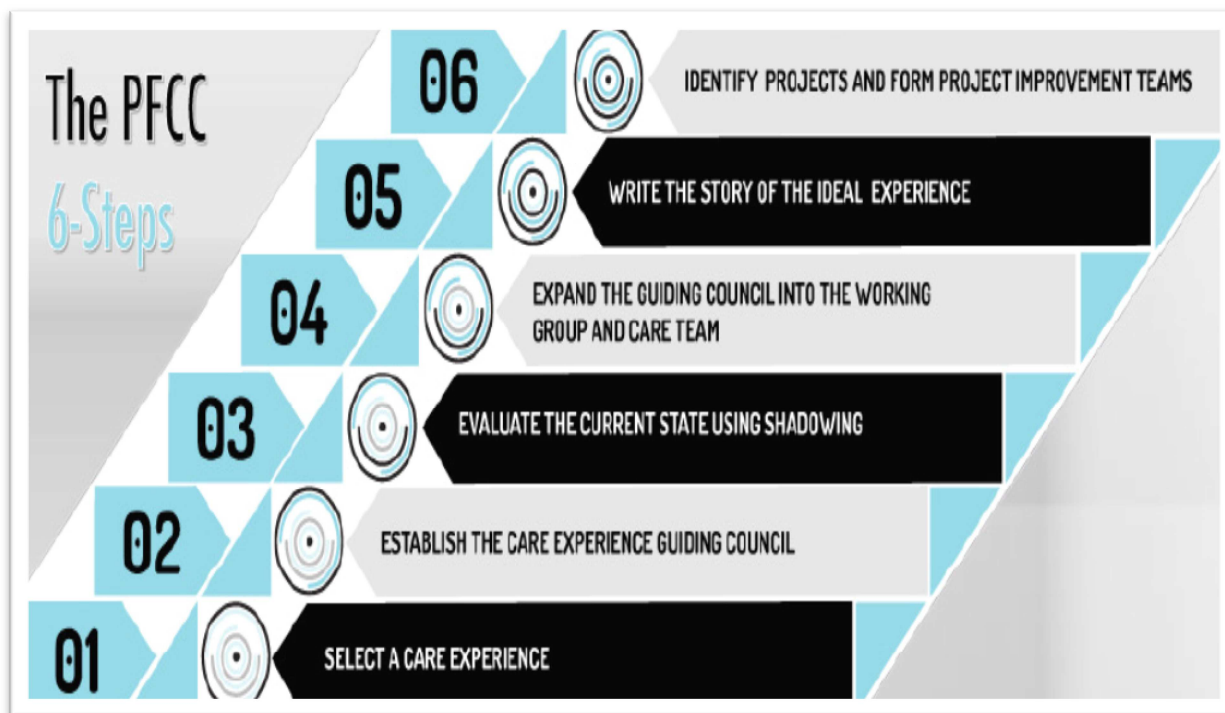 The PFCC
6-Steps
06
IDENTIFY PROJECTS AND FORM PROJECT IMPROVEMENT TEAMS
05
WRITE THE STORY OF THE IDEAL EXPERIENCE
04
EXPAND THE GUIDING COUNCIL INTO THE WORKING
GROUP AND CARE TEAM
03
EVALUATE THE CURRENT STATE USING SHADOWING
02
ESTABLISH THE CARE EXPERIENCE GUIDING COUNCIL
01
SELECT A CARE EXPERIENCE